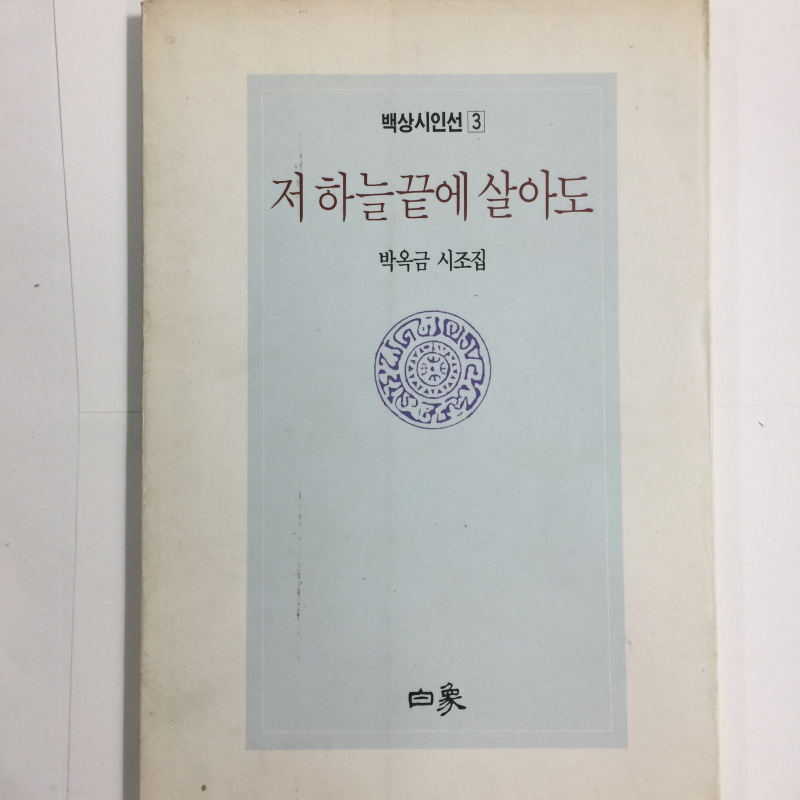 백상시인선 3
저 하늘끝에 살아도
박옥금 시조집
白象